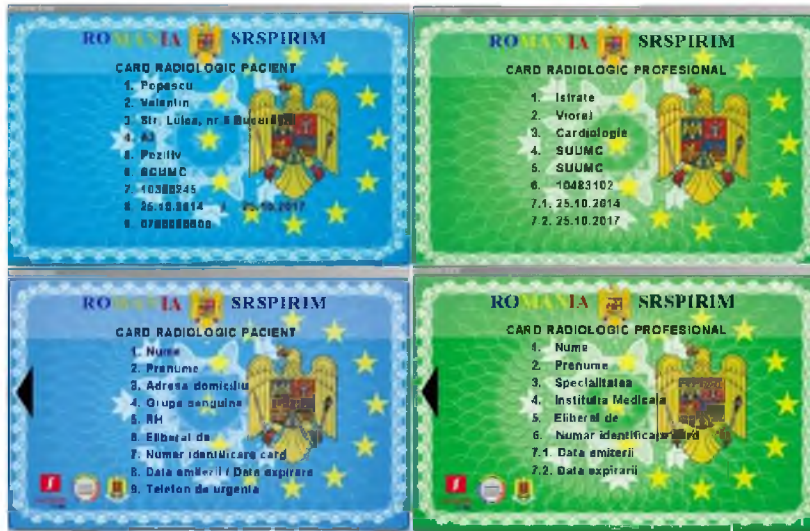 ROMANIA SRSPIRIM
CARD RADIOLOGIC PACIENT
1. Popescu
2. Valentin
3. Str. Luica, nr 5 Bucuresti
4. A2
5. Pozitiv
6. SCUMC
7.
8. 25.10.2014 / 25.10.2017
9.
ROMANIA SRSPIRIM
CARD RADIOLOGIC PROFESIONAL
1. Istrate
2. Viorel
3. Cardiologie
4. SUUMC
5. SUUMC
6. 10483102
7.1. 25.10.2014
7.2. 25.10.2017
ROMANIA SRSPIRIM
CARD RADIOLOGIC PACIENT
1. Nume
2. Prenume
3. Adresa domiciliu
4. Grupa sanguina
5. RH
6. Eliberat de
7. Numar identificare card
8. Data emiterii / Data expirare
9. Telefon de urgenta
ROMANIA SRSPIRIM
CARD RADIOLOGIC PROFESIONAL
1. Nume
2. Prenume
3. Specialitatea
4. Institutia Medicala
5. Eliberat de
6. Numar identificare card
7.1. Data emiterii
7.2. Data expirarii